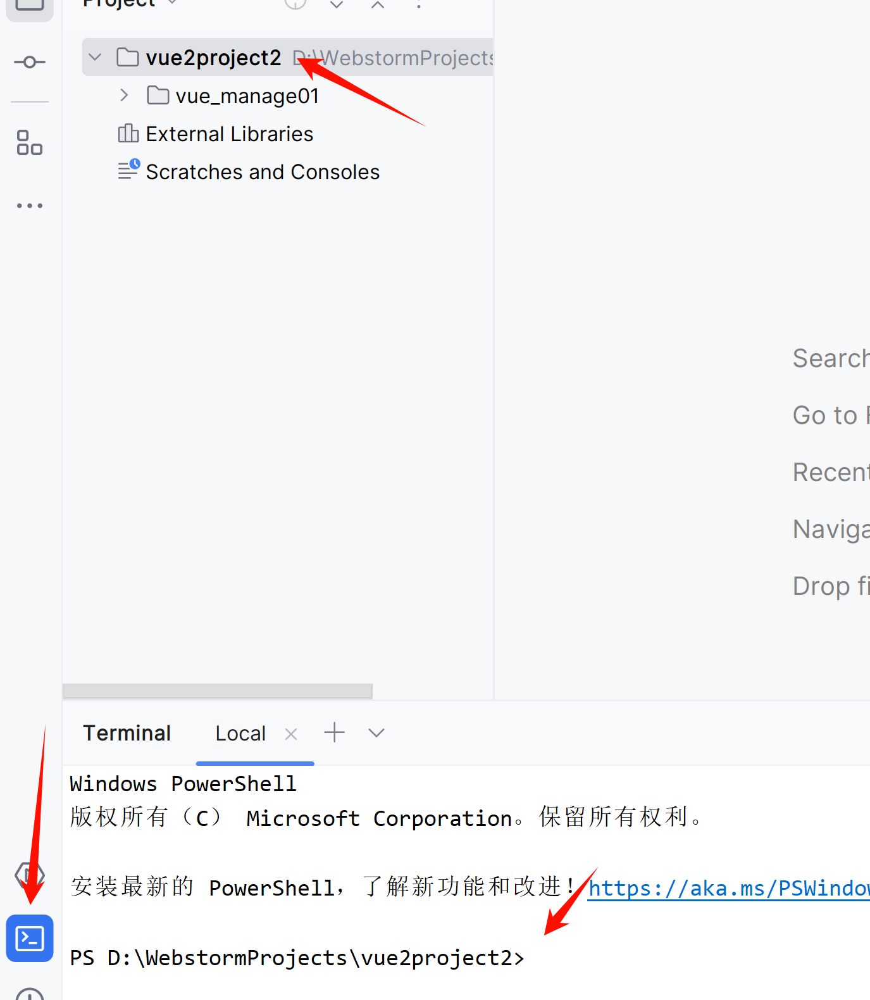 Project
vue2project2 D:\WebstormProjects
vue_manage01
External Libraries
Scratches and Consoles
Search
Go to F
Recent
Naviga
Drop fi
Terminal Local
Windows PowerShell
版权所有（C） Microsoft Corporation。保留所有权利。
安装最新的 PowerShell，了解新功能和改进！https://aka.ms/PSWindow
PS D:\WebstormProjects\vue2project2>